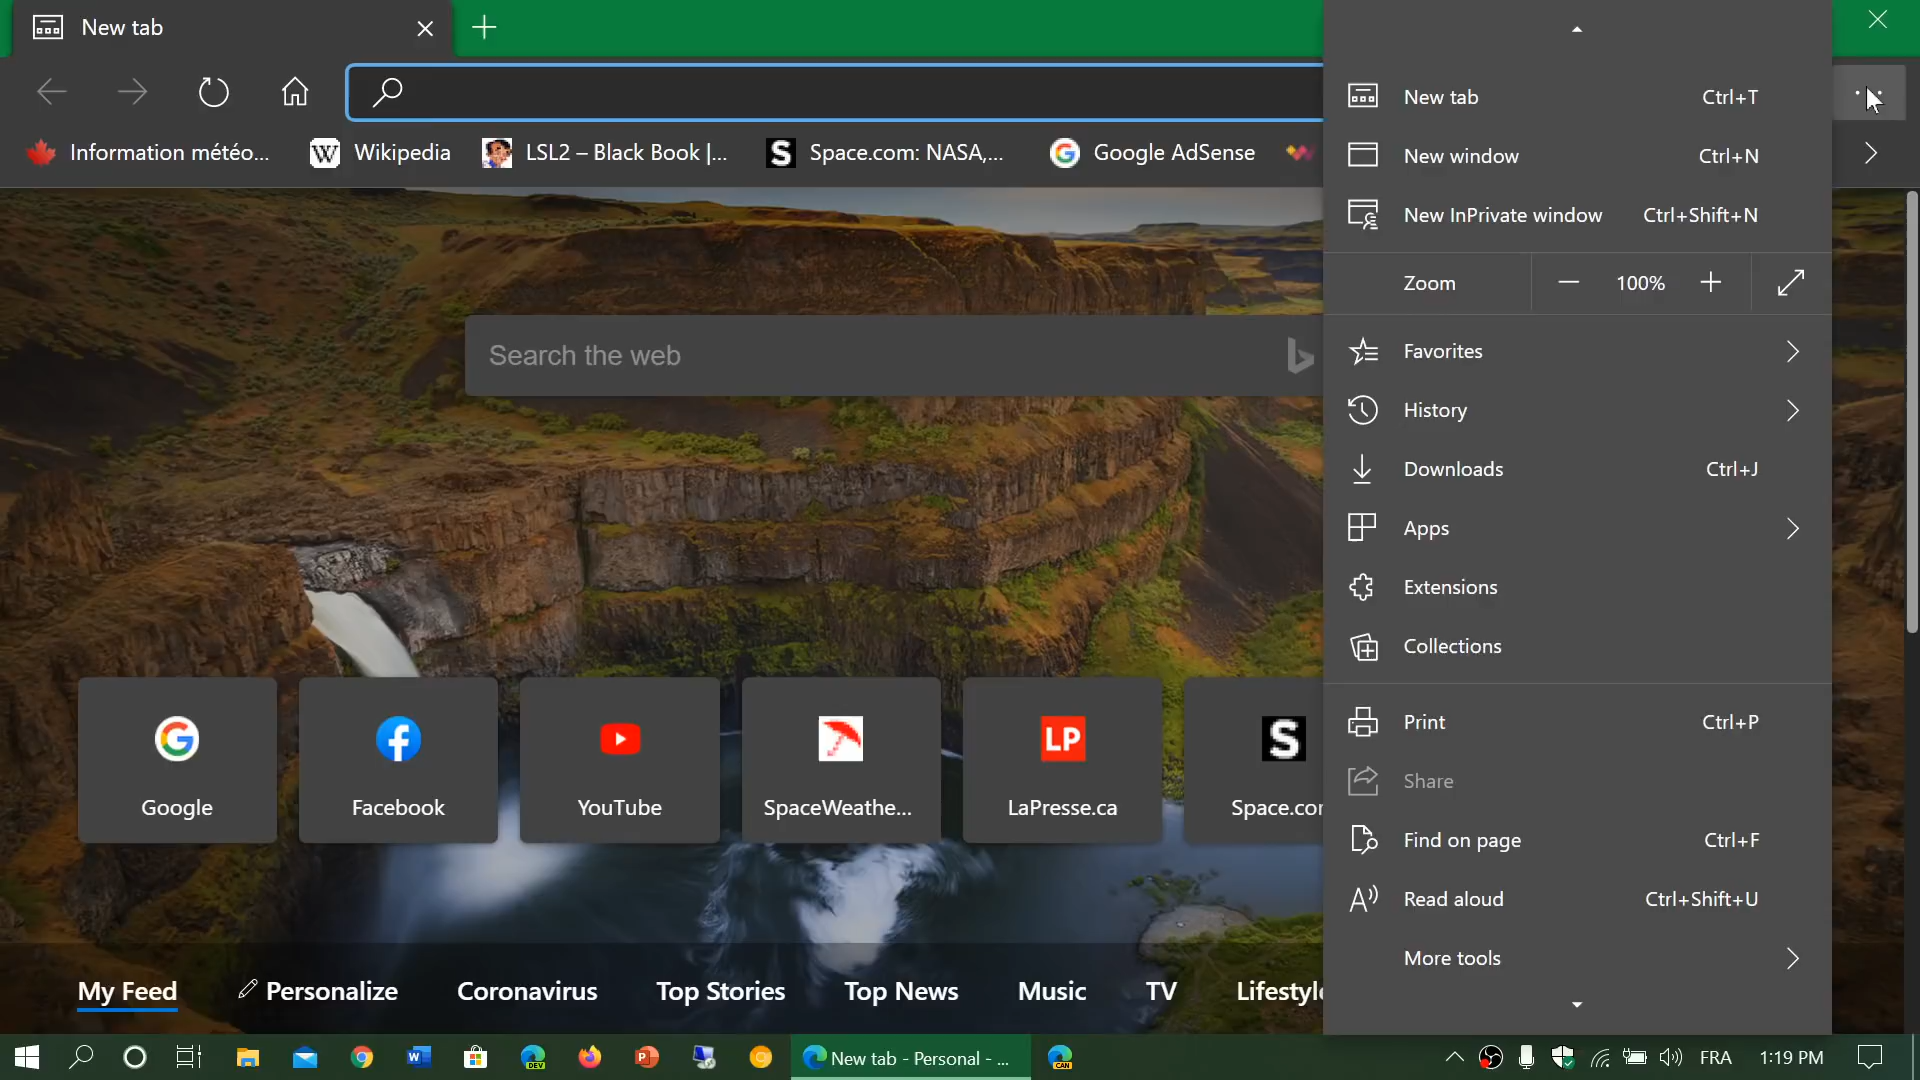 New tab
Information météo...
Wikipedia
LSL2 – Black Book |...
Space.com: NASA,...
Google AdSense
New tab Ctrl+T
New window Ctrl+N
New InPrivate window Ctrl+Shift+N
Zoom 100%
Favorites
History
Downloads Ctrl+J
Apps
Extensions
Collections
Print Ctrl+P
Share
Find on page Ctrl+F
Read aloud Ctrl+Shift+U
More tools
Search the web
Google
Facebook
YouTube
SpaceWeathe...
LP
LaPresse.ca
S
My Feed
Personalize
Coronavirus
Top Stories
Top News
Music
TV
DEV
New tab - Personal - ...
CAN
FRA
1:19 PM